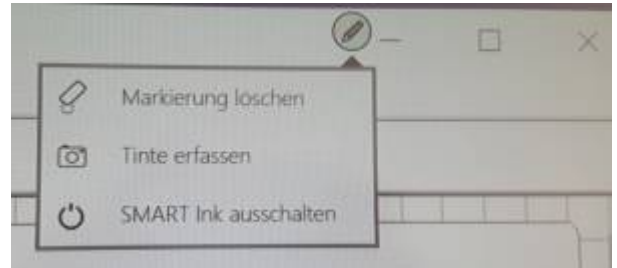 Markierung löschen
Tinte erfassen
SMART Ink ausschalten